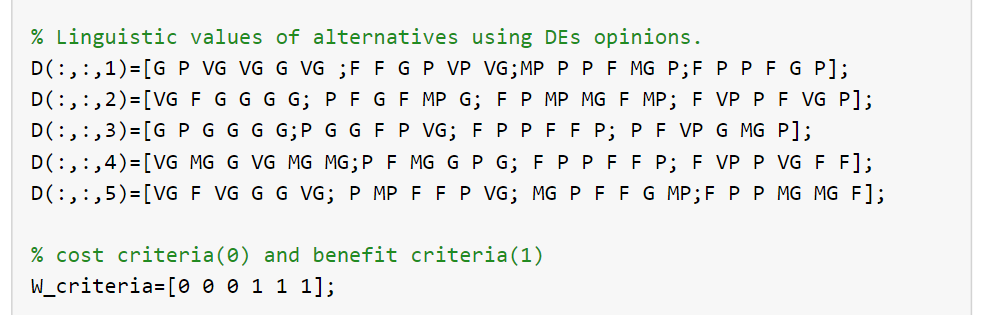 % Linguistic values of alternatives using DEs opinions.
D(:,:,1)=[G P VG VG G VG ;F F G P VP VG;MP P P F MG P;F P P F G P];
D(:,:,2)=[VG F G G G G; P F G F MP G; F P MP MG F MP; F VP P F VG P];
D(:,:,3)=[G P G G G G;P G G F P VG; F P P F F P; P F VP G MG P];
D(:,:,4)=[VG MG G VG MG MG;P F MG G P G; F P P F F P; F VP P VG F F];
D(:,:,5)=[VG F VG G G VG; P MP F F P VG; MG P F F G MP;F P P MG MG F];
% cost criteria(0) and benefit criteria(1)
W_criteria=[0 0 0 1 1 1];